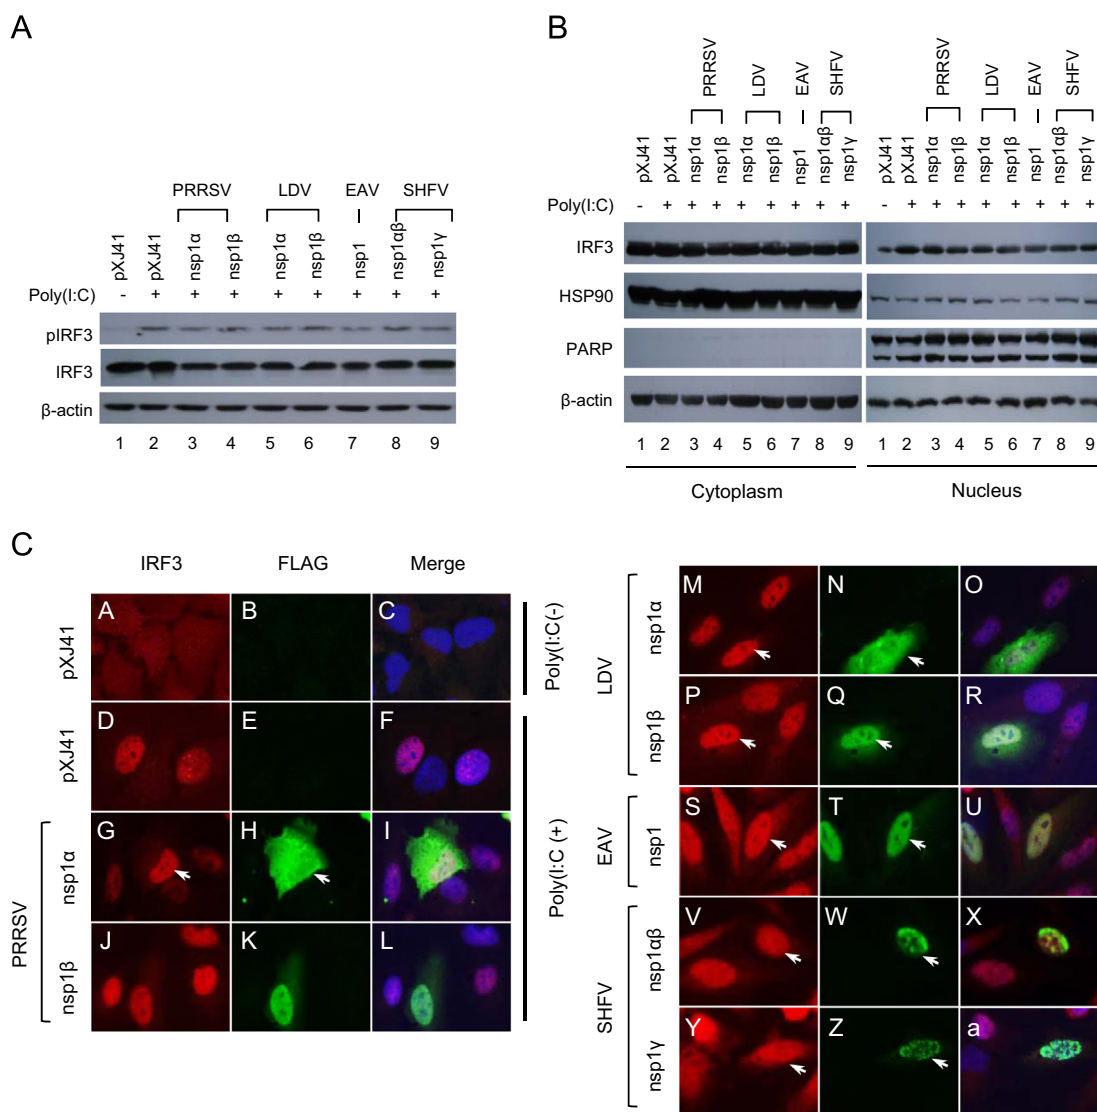 A
PRRSV LDV EAV SHFV
pXJ41 pXJ41 nsp1α nsp1β nsp1α nsp1β nsp1 nsp1αβ nsp1γ
Poly(I:C) - + + + + + + + +
pIRF3
IRF3
β-actin
1 2 3 4 5 6 7 8 9
B
PRRSV LDV EAV SHFV PRRSV LDV EAV SHFV
pXJ41 pXJ41 nsp1α nsp1β nsp1α nsp1β nsp1 nsp1αβ nsp1γ pXJ41 pXJ41 nsp1α nsp1β nsp1α nsp1β nsp1 nsp1αβ nsp1γ
Poly(I:C) - + + + + + + + + - + + + + + + + +
IRF3
HSP90
PARP
β-actin
1 2 3 4 5 6 7 8 9 1 2 3 4 5 6 7 8 9
Cytoplasm Nucleus
C
IRF3 FLAG Merge
pXJ41 A B C Poly(I:C(-)
pXJ41 D E F
PRRSV nsp1α G H I Poly(I:C (+)
nsp1β J K L
LDV nsp1α M N O
nsp1β P Q R
EAV nsp1 S T U
SHFV nsp1αβ V W X
nsp1γ Y Z a